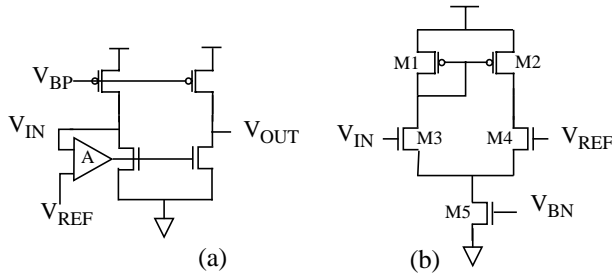 V_BP
V_IN
A
V_REF
V_OUT
(a)
M1
M2
V_IN
M3
M4
V_REF
M5
V_BN
(b)